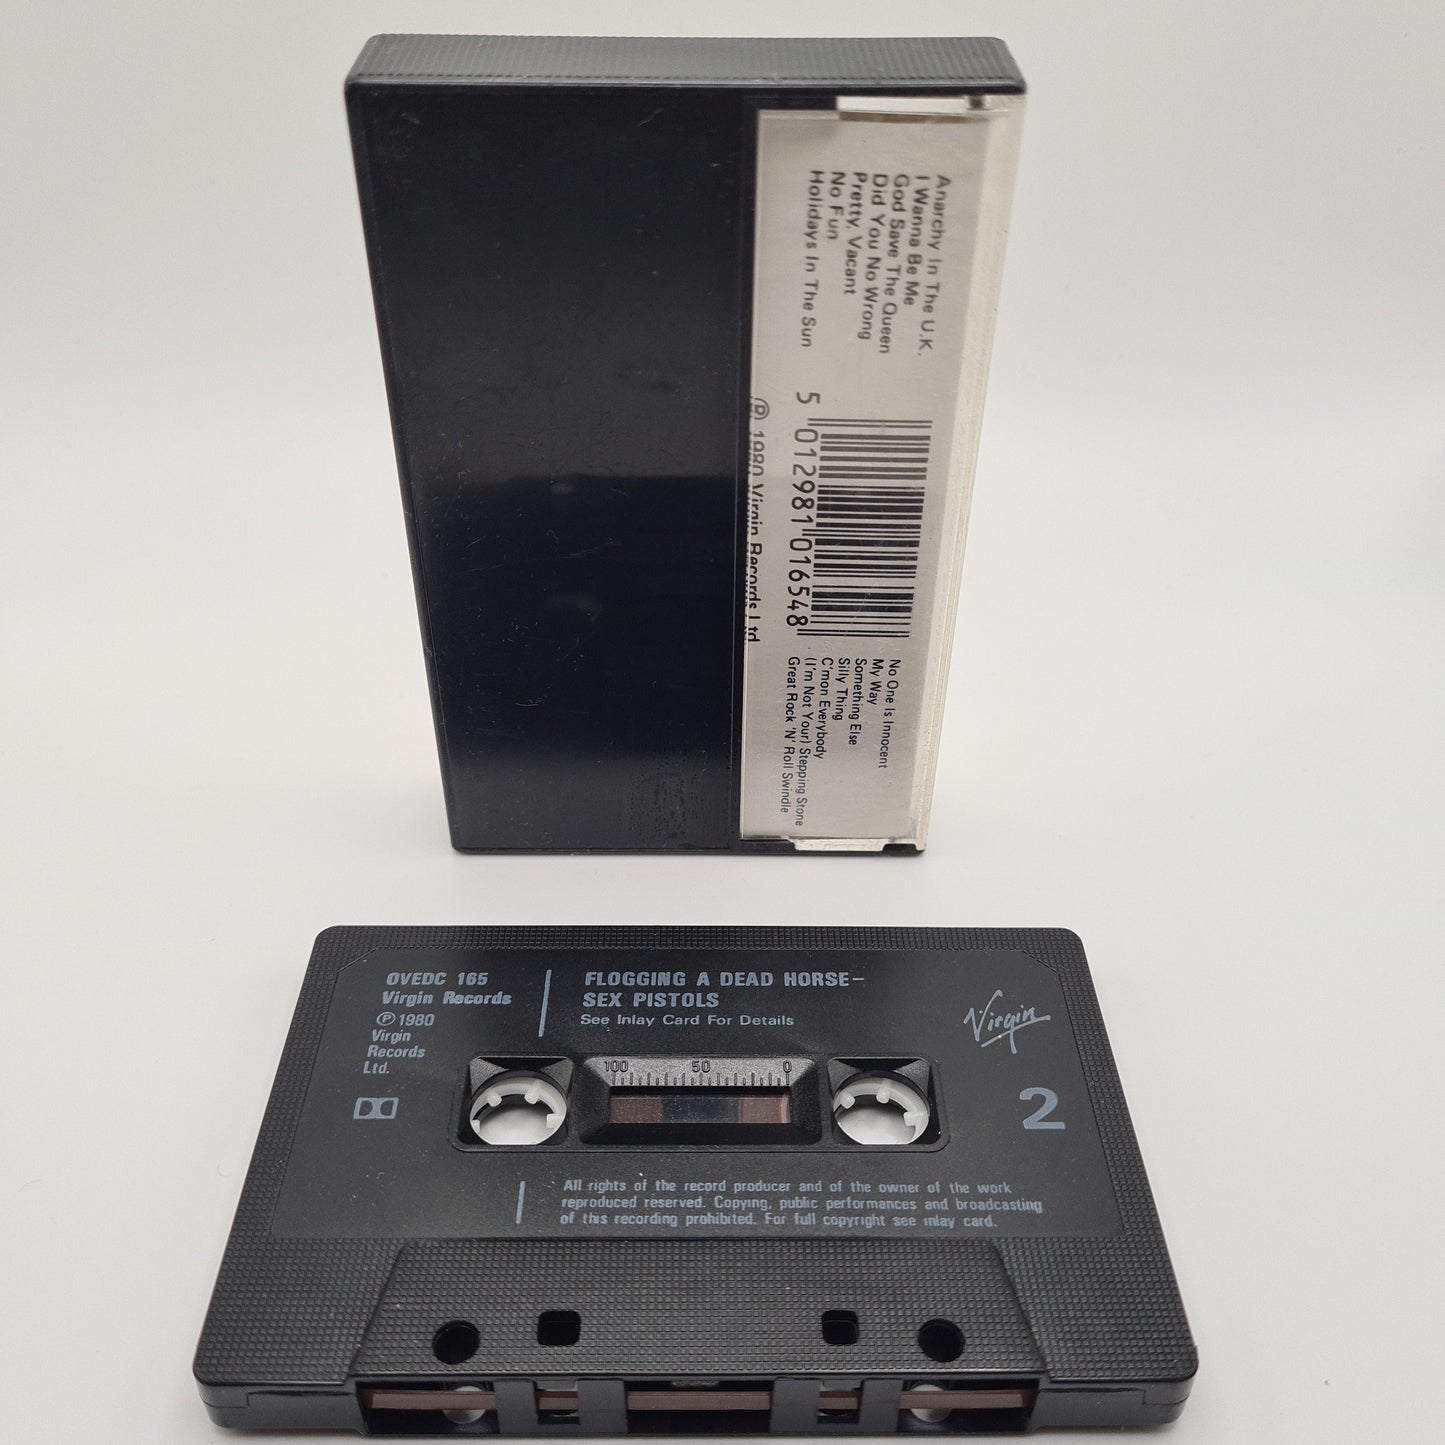 Anarchy In The U.K.
I Wanna Be Me
God Save The Queen
Did You No Wrong
Pretty Vacant
No Fun
Holidays In The Sun
5 012981 016548
No One Is Innocent
My Way
Something Else
Silly Thing
C'mon Everybody
(I'm Not Your) Stepping Stone
Great Rock 'N' Roll Swindle
Ⓟ 1980 Virgin Records Ltd
OVEDC 165
Virgin Records
Ⓟ 1980
Virgin
Records
Ltd.
FLOGGING A DEAD HORSE–
SEX PISTOLS
See Inlay Card For Details
Virgin
100 50 0
2
All rights of the record producer and of the owner of the work
reproduced reserved. Copying, public performances and broadcasting
of this recording prohibited. For full copyright see inlay card.